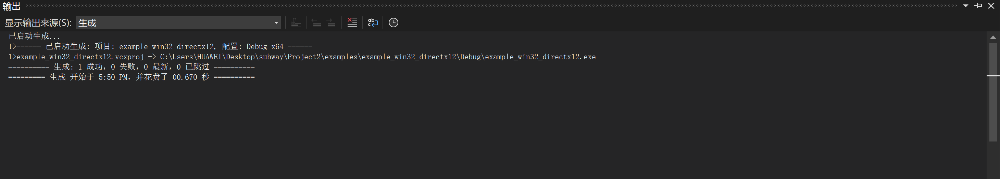 输出
显示输出来源(S): 生成
已启动生成...
1>------ 已启动生成: 项目: example_win32_directx12, 配置: Debug x64 ------
1>example_win32_directx12.vcxproj -> C:\Users\HUAWEI\Desktop\subway\Project2\examples\example_win32_directx12\Debug\example_win32_directx12.exe
========== 生成: 1 成功，0 失败，0 最新，0 已跳过 ==========
========= 生成 开始于 5:50 PM，并花费了 00.670 秒 ==========